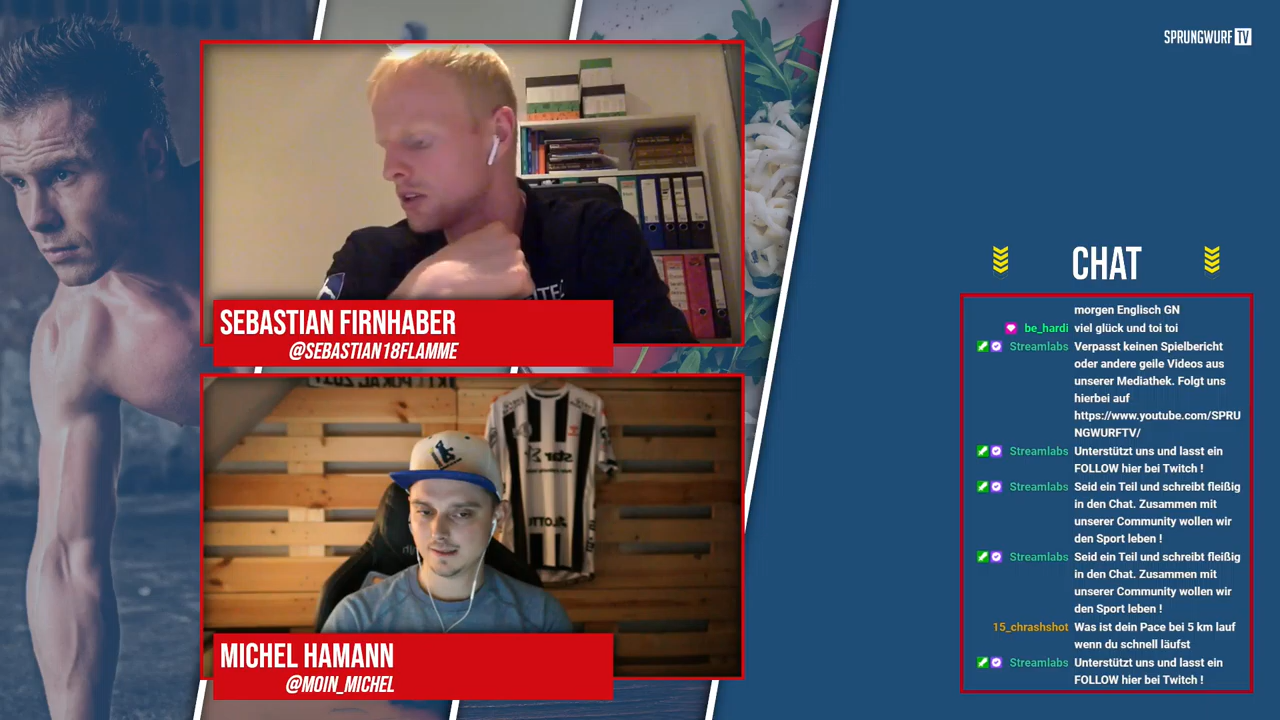 SPRUNGWURF TV
SEBASTIAN FIRNHABER
@SEBASTIAN18FLAMME
MICHEL HAMANN
@MOIN_MICHEL
CHAT
morgen Englisch GN
be_hardi viel glück und toi toi
Streamlabs Verpasst keinen Spielbericht
oder andere geile Videos aus
unserer Mediathek. Folgt uns
hierbei auf
https://www.youtube.com/SPRU
NGWURFTV/
Streamlabs Unterstützt uns und lasst ein
FOLLOW hier bei Twitch !
Streamlabs Seid ein Teil und schreibt fleißig
in den Chat. Zusammen mit
unserer Community wollen wir
den Sport leben !
Streamlabs Seid ein Teil und schreibt fleißig
in den Chat. Zusammen mit
unserer Community wollen wir
den Sport leben !
15_chrashshot Was ist dein Pace bei 5 km lauf
wenn du schnell läufst
Streamlabs Unterstützt uns und lasst ein
FOLLOW hier bei Twitch !